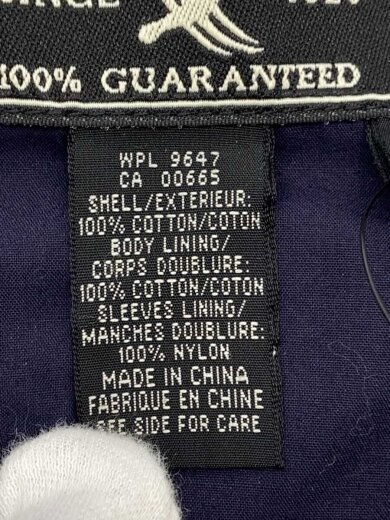 100% GUARANTEED
WPL 9647
CA 00665
SHELL/EXTERIEUR:
100% COTTON/COTON
BODY LINING/
CORPS DOUBLURE:
100% COTTON/COTON
SLEEVES LINING/
MANCHES DOUBLURE:
100% NYLON
MADE IN CHINA
FABRIQUE EN CHINE
SEE SIDE FOR CARE